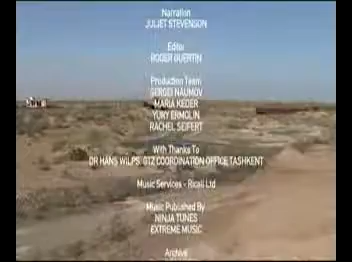 Narration
JULIET STEVENSON
Editor
ROGER GUERTIN
Production Team
SERGEI NAUMOV
MARIA KEDER
YURY ERMOLIN
RACHEL SEIFERT
With Thanks To
DR HANS WILPS, GTZ COORDINATION OFFICE TASHKENT
Music Services - Ricall Ltd
Music Published By
NINJA TUNES
EXTREME MUSIC
Archive